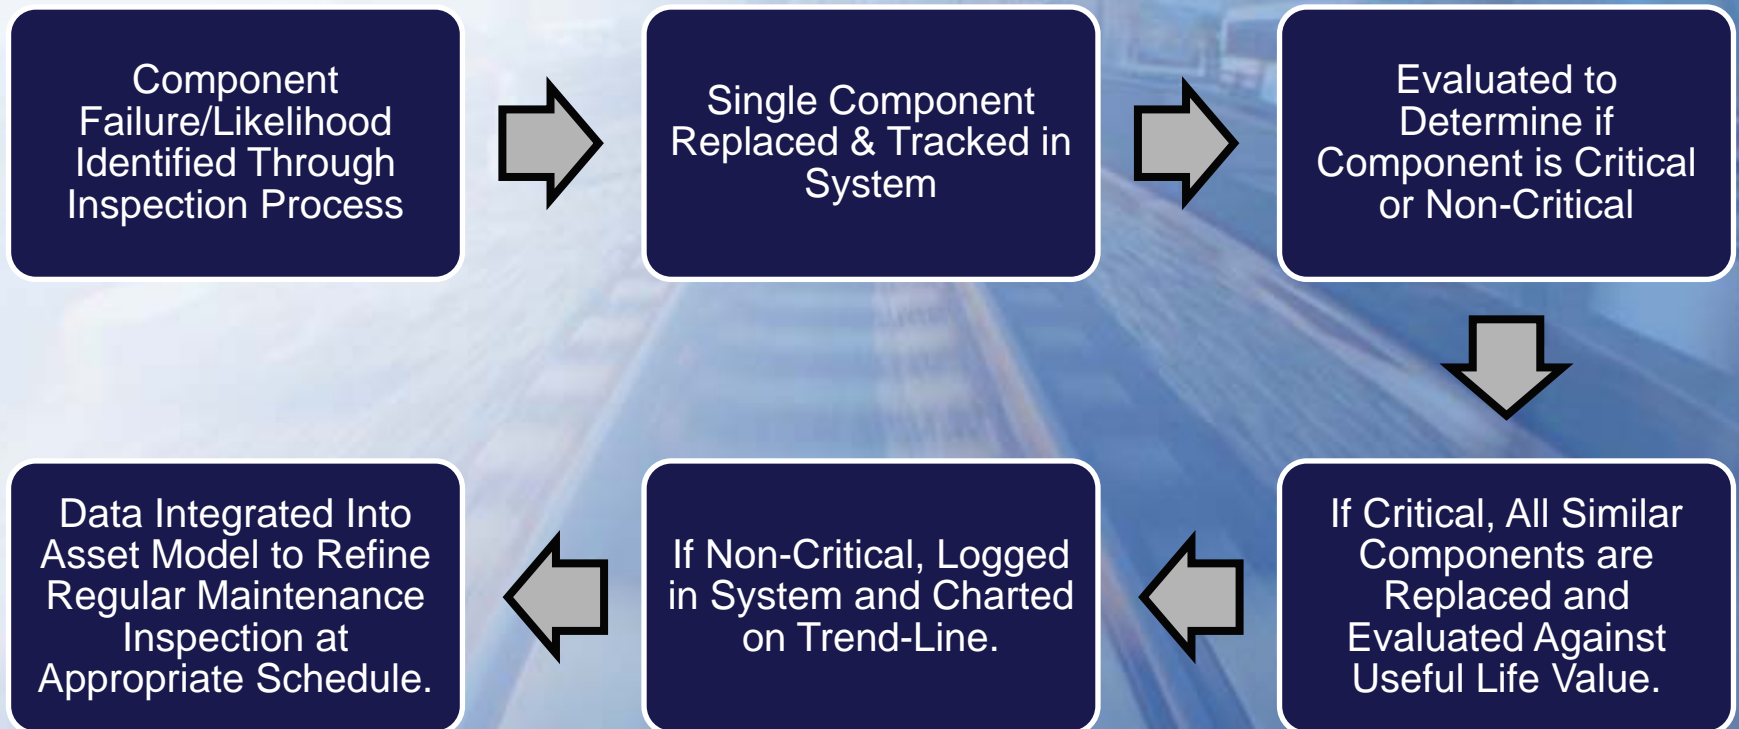 Component
Failure/Likelihood
Identified Through
Inspection Process
Single Component
Replaced & Tracked in
System
Evaluated to
Determine if
Component is Critical
or Non-Critical
If Critical, All Similar
Components are
Replaced and
Evaluated Against
Useful Life Value.
If Non-Critical, Logged
in System and Charted
on Trend-Line.
Data Integrated Into
Asset Model to Refine
Regular Maintenance
Inspection at
Appropriate Schedule.